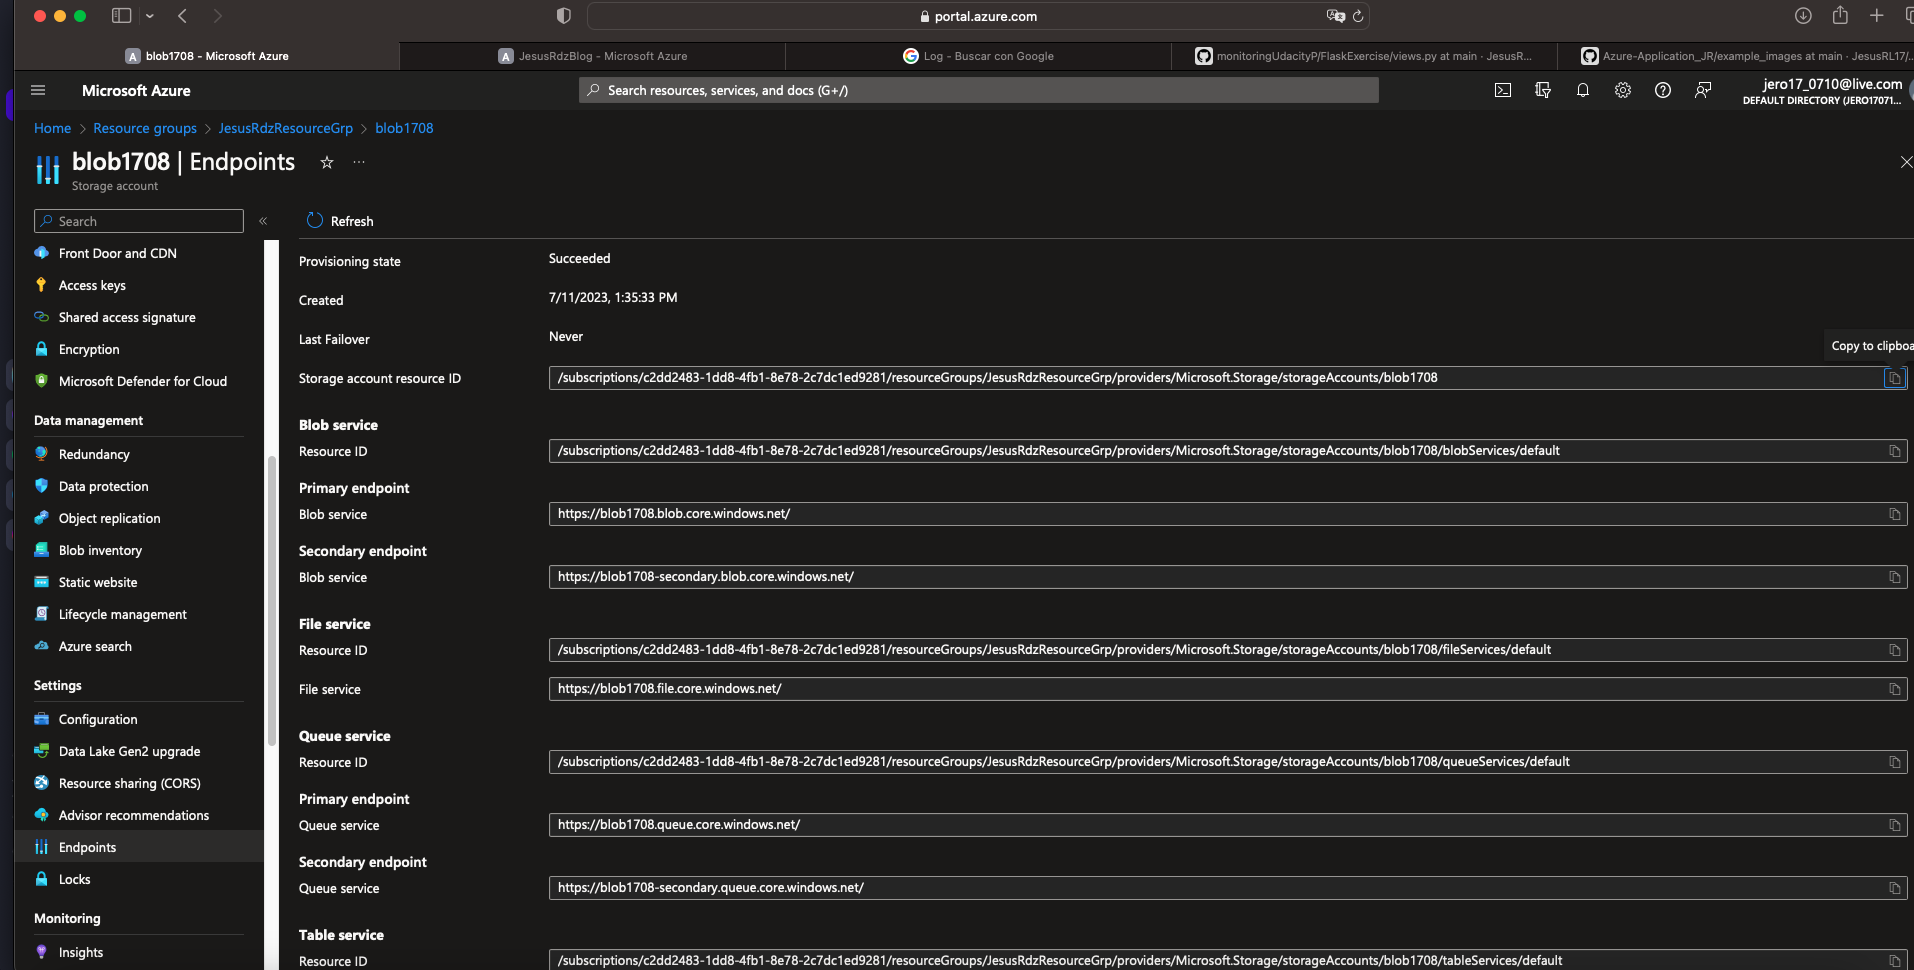 portal.azure.com
blob1708 - Microsoft Azure
JesusRdzBlog - Microsoft Azure
Log - Buscar con Google
monitoringUdacityP/FlaskExercise/views.py at main · JesusR...
Azure-Application_JR/example_images at main · JesusRL17/...
Microsoft Azure
Search resources, services, and docs (G+/)
jero17_0710@live.com
DEFAULT DIRECTORY (JERO17071...
Home > Resource groups > JesusRdzResourceGrp > blob1708
blob1708 | Endpoints
Storage account
Search
Front Door and CDN
Access keys
Shared access signature
Encryption
Microsoft Defender for Cloud
Data management
Redundancy
Data protection
Object replication
Blob inventory
Static website
Lifecycle management
Azure search
Settings
Configuration
Data Lake Gen2 upgrade
Resource sharing (CORS)
Advisor recommendations
Endpoints
Locks
Monitoring
Insights
Refresh
Provisioning state Succeeded
Created 7/11/2023, 1:35:33 PM
Last Failover Never
Copy to clipboa
Storage account resource ID /subscriptions/c2dd2483-1dd8-4fb1-8e78-2c7dc1ed9281/resourceGroups/JesusRdzResourceGrp/providers/Microsoft.Storage/storageAccounts/blob1708
Blob service
Resource ID /subscriptions/c2dd2483-1dd8-4fb1-8e78-2c7dc1ed9281/resourceGroups/JesusRdzResourceGrp/providers/Microsoft.Storage/storageAccounts/blob1708/blobServices/default
Primary endpoint
Blob service https://blob1708.blob.core.windows.net/
Secondary endpoint
Blob service https://blob1708-secondary.blob.core.windows.net/
File service
Resource ID /subscriptions/c2dd2483-1dd8-4fb1-8e78-2c7dc1ed9281/resourceGroups/JesusRdzResourceGrp/providers/Microsoft.Storage/storageAccounts/blob1708/fileServices/default
File service https://blob1708.file.core.windows.net/
Queue service
Resource ID /subscriptions/c2dd2483-1dd8-4fb1-8e78-2c7dc1ed9281/resourceGroups/JesusRdzResourceGrp/providers/Microsoft.Storage/storageAccounts/blob1708/queueServices/default
Primary endpoint
Queue service https://blob1708.queue.core.windows.net/
Secondary endpoint
Queue service https://blob1708-secondary.queue.core.windows.net/
Table service
Resource ID /subscriptions/c2dd2483-1dd8-4fb1-8e78-2c7dc1ed9281/resourceGroups/JesusRdzResourceGrp/providers/Microsoft.Storage/storageAccounts/blob1708/tableServices/default